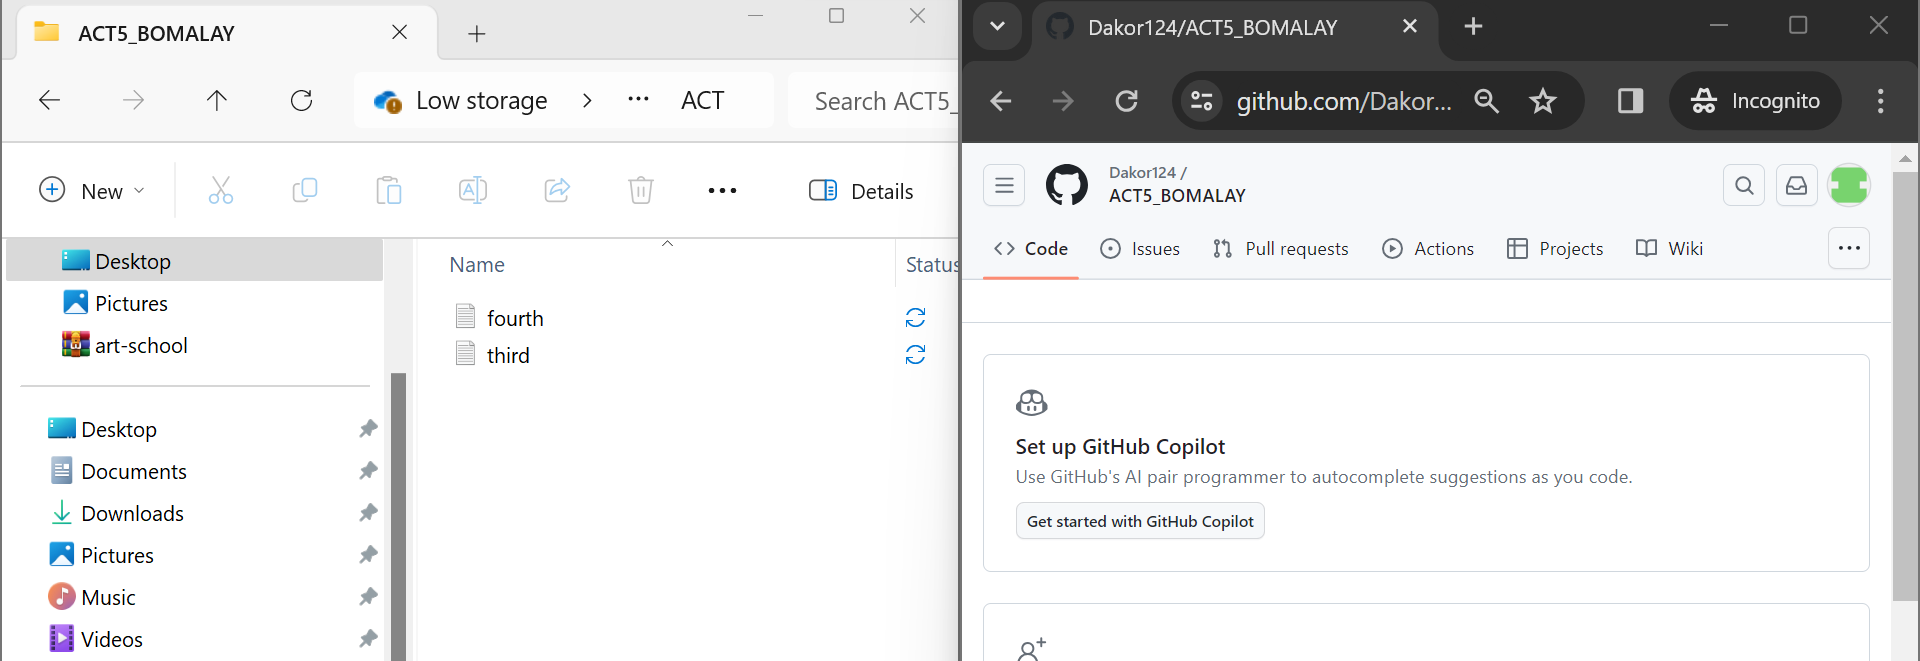 ACT5_BOMALAY
Low storage > ... ACT
Search ACT5_
New
Details
Desktop
Pictures
art-school
Desktop
Documents
Downloads
Pictures
Music
Videos
Name
Status
fourth
third
Dakor124/ACT5_BOMALAY
github.com/Dakor...
Incognito
Dakor124 /
ACT5_BOMALAY
Code Issues Pull requests Actions Projects Wiki
Set up GitHub Copilot
Use GitHub's AI pair programmer to autocomplete suggestions as you code.
Get started with GitHub Copilot